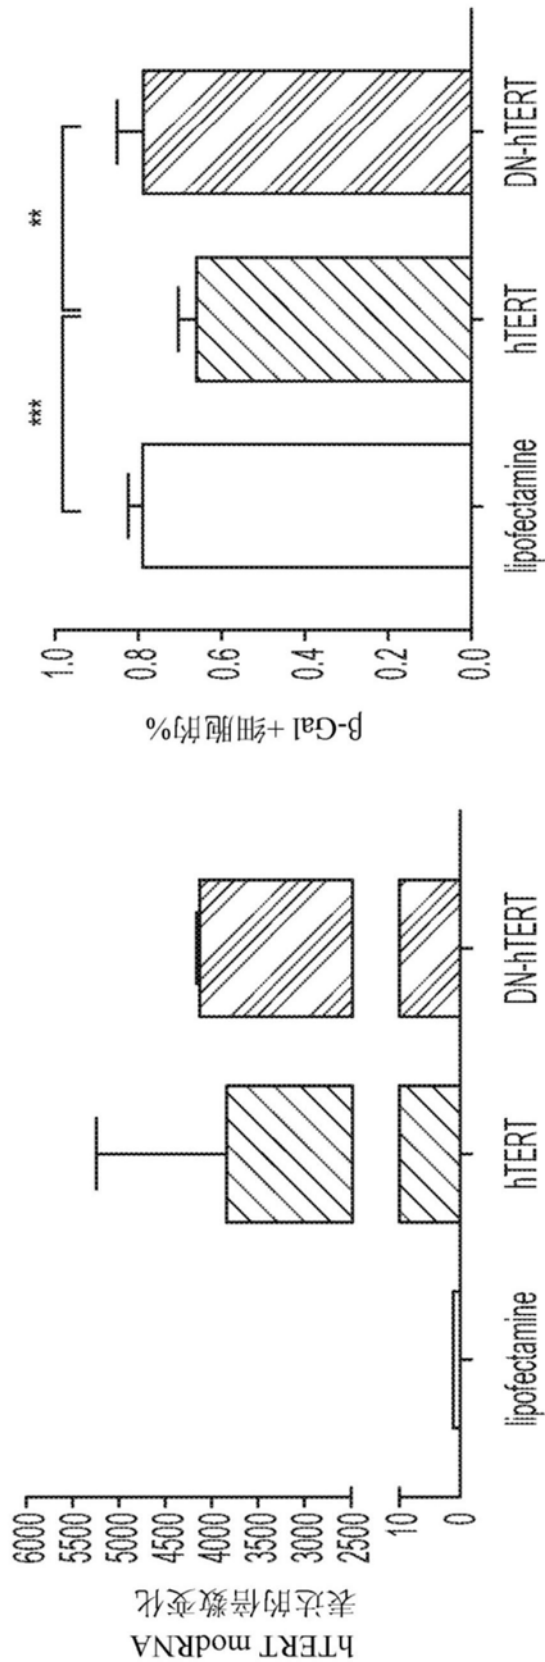 hTERT modRNA
表达的倍数变化
6000
5500
5000
4500
4000
3500
3000
2500
10
0
lipofectamine
hTERT
DN-hTERT
β-Gal +细胞的%
1.0
0.8
0.6
0.4
0.2
0.0
***
**
lipofectamine
hTERT
DN-hTERT